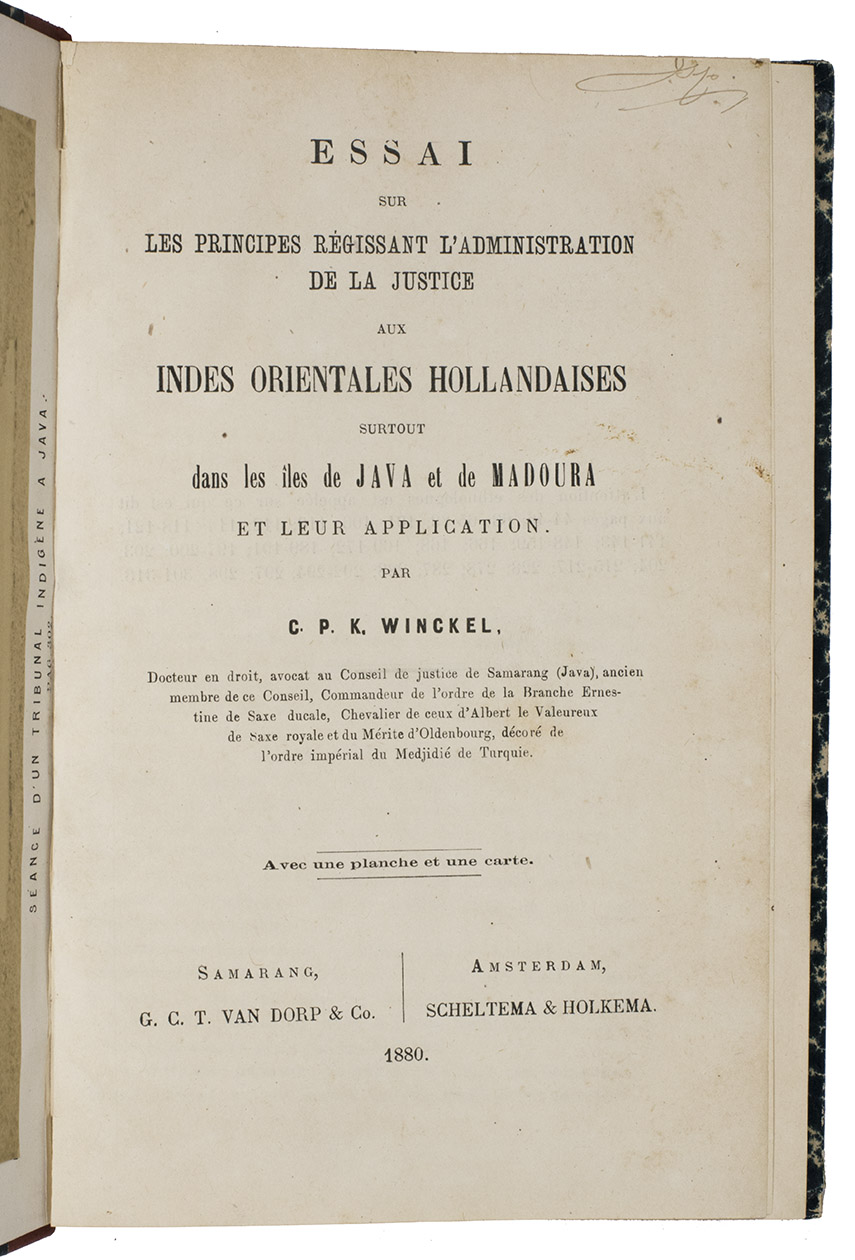 SÉANCE D'UN TRIBUNAL INDIGÈNE A JAVA.
ESSAI
SUR
LES PRINCIPES RÉGISSANT L'ADMINISTRATION
DE LA JUSTICE
AUX
INDES ORIENTALES HOLLANDAISES
SURTOUT
dans les îles de JAVA et de MADOURA
ET LEUR APPLICATION.
PAR
C. P. K. WINCKEL,
Docteur en droit, avocat au Conseil de justice de Samarang (Java), ancien
membre de ce Conseil, Commandeur de l'ordre de la Branche Ernes-
tine de Saxe ducale, Chevalier de ceux d'Albert le Valeureux
de Saxe royale et du Mérite d'Oldenbourg, décoré de
l'ordre impérial du Medjidié de Turquie.
Avec une planche et une carte.
SAMARANG,
G. C. T. VAN DORP & Co.
AMSTERDAM,
SCHELTEMA & HOLKEMA.
1880.